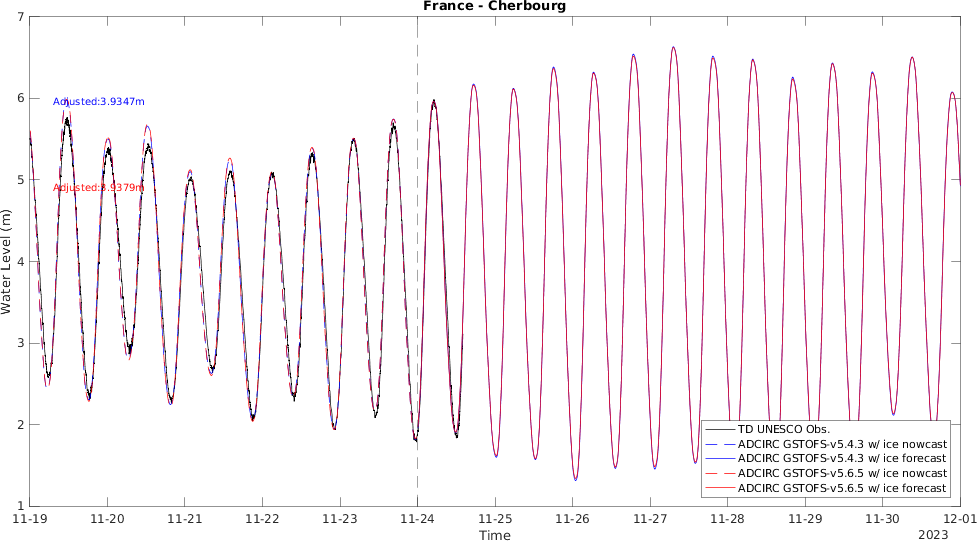 France - Cherbourg
7
6
5
4
3
2
1
Water Level (m)
Adjusted:3.9347m
Adjusted:3.9379m
TD UNESCO Obs.
ADCIRC GSTOFS-v5.4.3 w/ ice nowcast
ADCIRC GSTOFS-v5.4.3 w/ ice forecast
ADCIRC GSTOFS-v5.6.5 w/ ice nowcast
ADCIRC GSTOFS-v5.6.5 w/ ice forecast
11-19 11-20 11-21 11-22 11-23 11-24 11-25 11-26 11-27 11-28 11-29 11-30 12-01
Time
2023